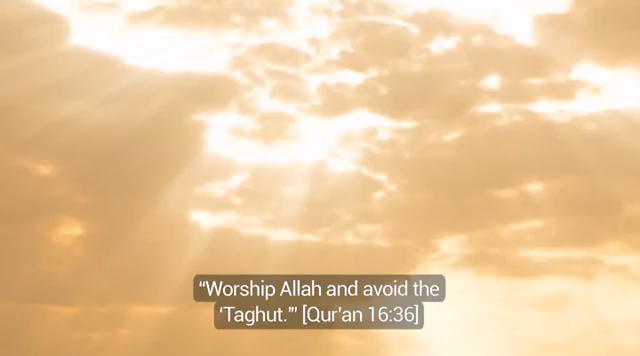 “Worship Allah and avoid the
‘Taghut.’” [Qur’an 16:36]